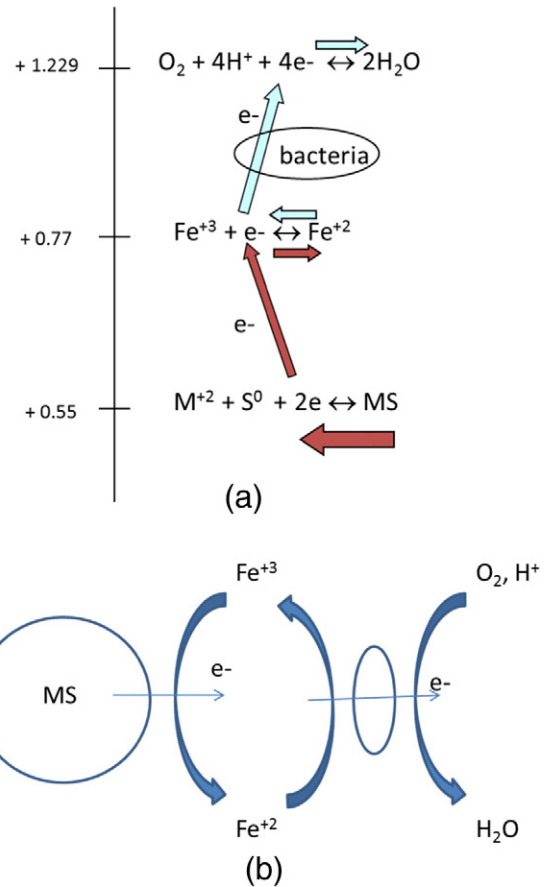 + 1.229 O₂ + 4H⁺ + 4e- ↔ 2H₂O
e-
bacteria
+ 0.77 Fe⁺³ + e- ↔ Fe⁺²
e-
+ 0.55 M⁺² + S⁰ + 2e ↔ MS
(a)
Fe⁺³ O₂, H⁺
MS e- e-
Fe⁺² H₂O
(b)